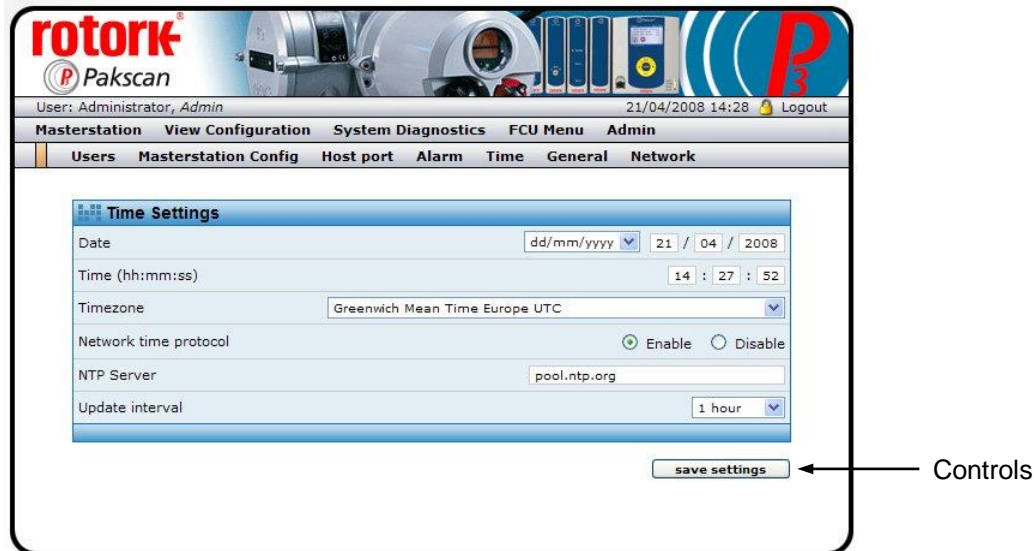 rotork®
P Pakscan
P3
User: Administrator, Admin 21/04/2008 14:28 Logout
Masterstation View Configuration System Diagnostics FCU Menu Admin
Users Masterstation Config Host port Alarm Time General Network
Time Settings
Date dd/mm/yyyy 21 / 04 / 2008
Time (hh:mm:ss) 14 : 27 : 52
Timezone Greenwich Mean Time Europe UTC
Network time protocol Enable Disable
NTP Server pool.ntp.org
Update interval 1 hour
save settings
Controls